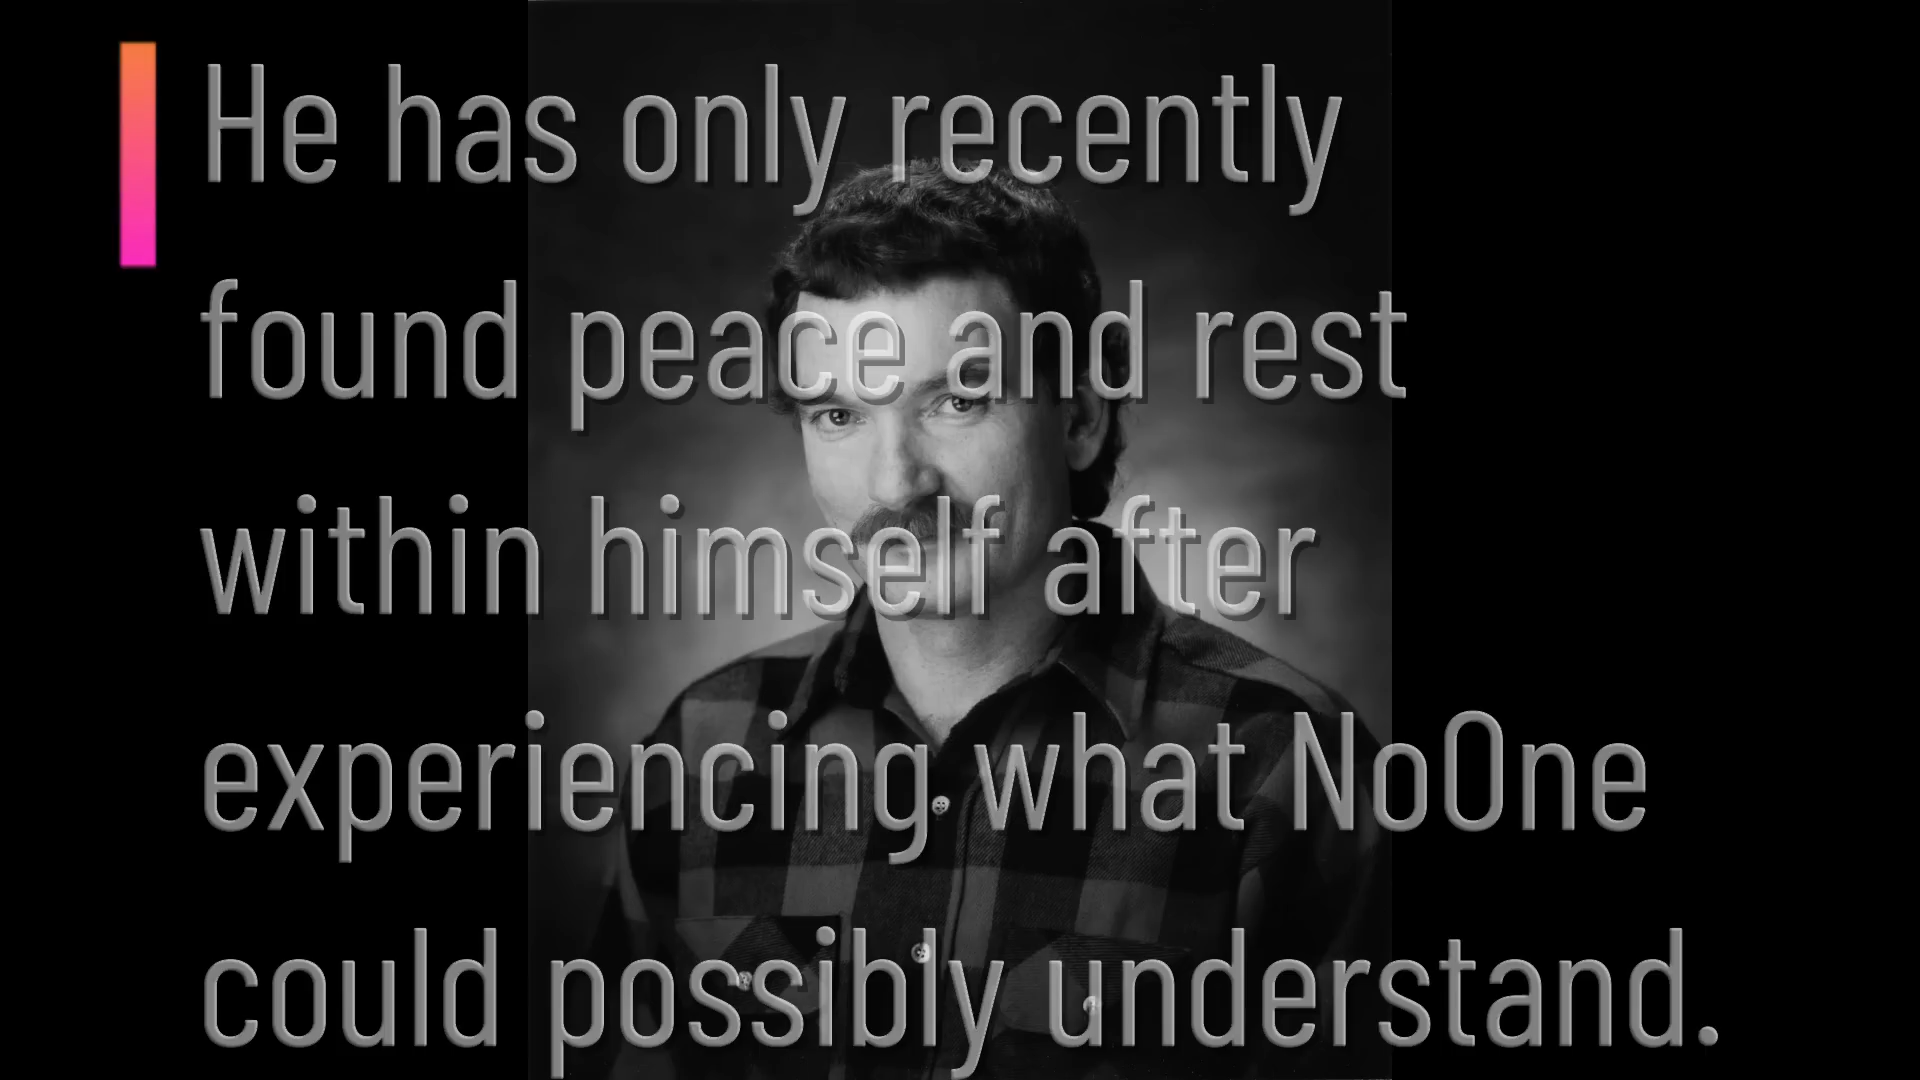 He has only recently
found peace and rest
within himself after
experiencing what NoOne
could possibly understand.